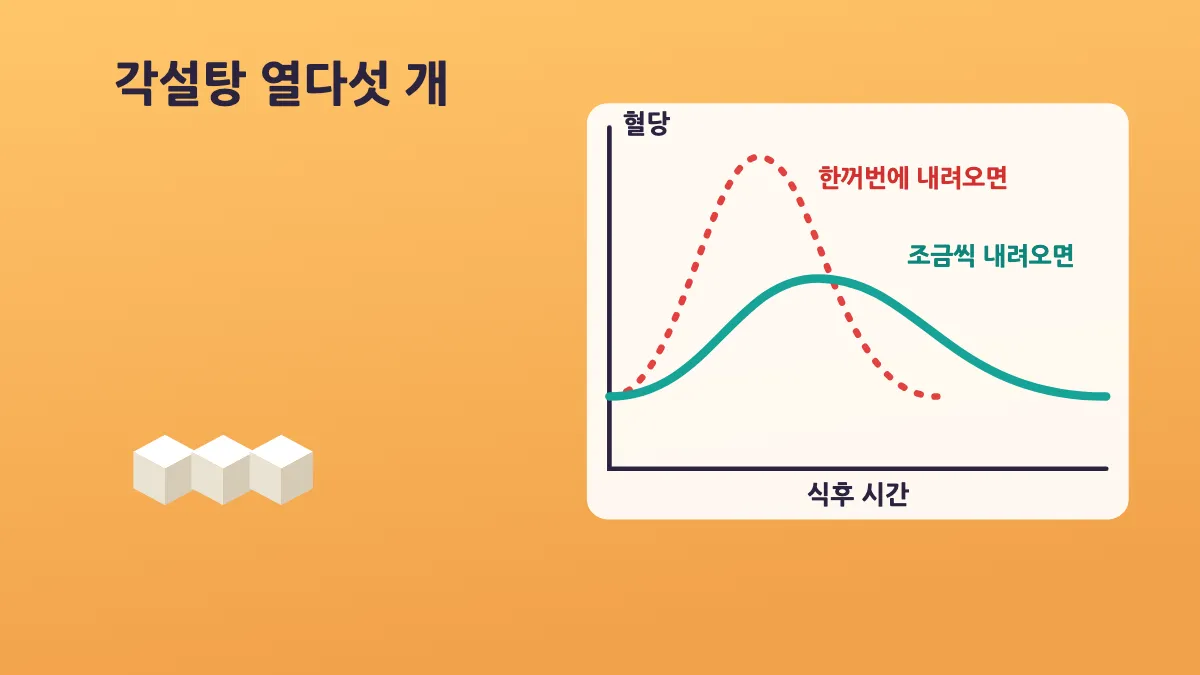 각설탕 열다섯 개
혈당
한꺼번에 내려오면
조금씩 내려오면
식후 시간